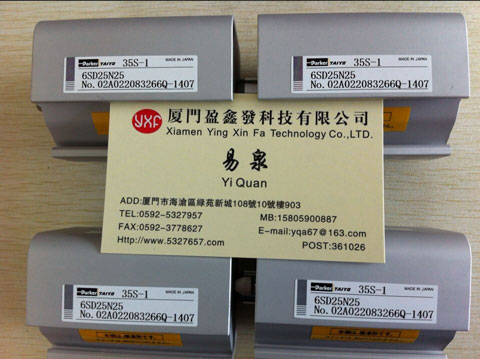 Parker TAIYO 35S-1 MADE IN JAPAN
6SD25N25
No. 02A022083266Q-1407
Parker TAIYO 35S-1 MADE IN JAPAN
6SD25N25
No. 02A022083266Q-1407
YXF 厦門盈鑫發科技有限公司
Xiamen Ying Xin Fa Technology Co.,LTD.
易泉
Yi Quan
ADD:厦門市海滄區緑苑新城108號10號樓903
TEL:0592-5327957 MB:15805900887
FAX:0592-3778627 E-mail:yqa67@163.com
Http://www.5327657.com POST:361026
Parker TAIYO 35S-1 MADE IN JAPAN
6SD25N25
No. 02A022083266Q-1407
Parker TAIYO 35S-1 MADE IN JAPAN
6SD25N25
No. 02A022083266Q-1407